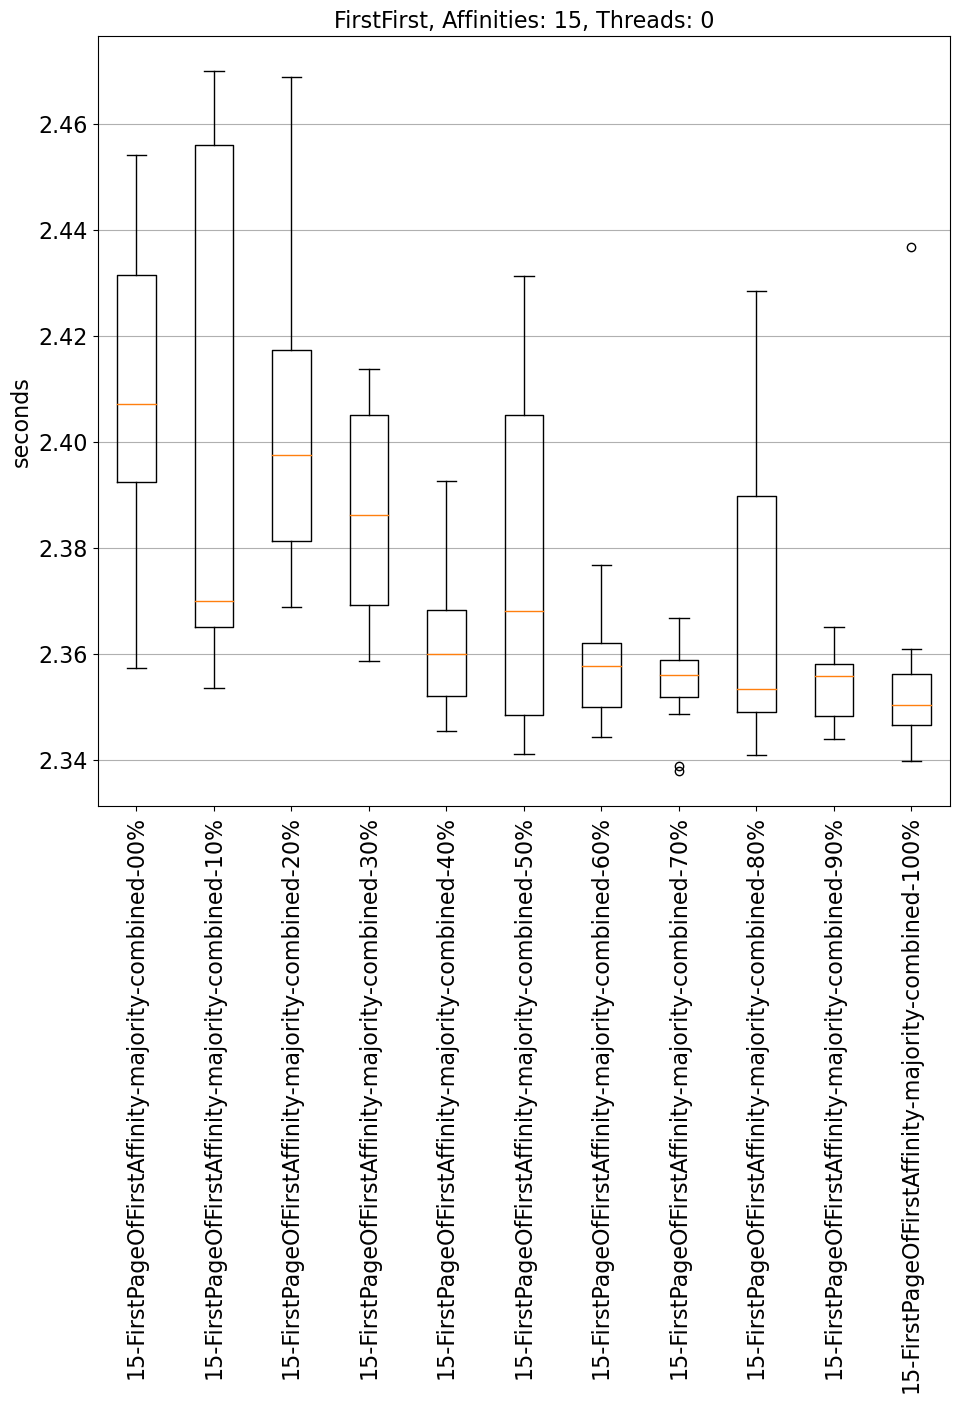 FirstFirst, Affinities: 15, Threads: 0
2.46
2.44
2.42
2.40
2.38
2.36
2.34
seconds
15-FirstPageOfFirstAffinity-majority-combined-00%
15-FirstPageOfFirstAffinity-majority-combined-10%
15-FirstPageOfFirstAffinity-majority-combined-20%
15-FirstPageOfFirstAffinity-majority-combined-30%
15-FirstPageOfFirstAffinity-majority-combined-40%
15-FirstPageOfFirstAffinity-majority-combined-50%
15-FirstPageOfFirstAffinity-majority-combined-60%
15-FirstPageOfFirstAffinity-majority-combined-70%
15-FirstPageOfFirstAffinity-majority-combined-80%
15-FirstPageOfFirstAffinity-majority-combined-90%
15-FirstPageOfFirstAffinity-majority-combined-100%